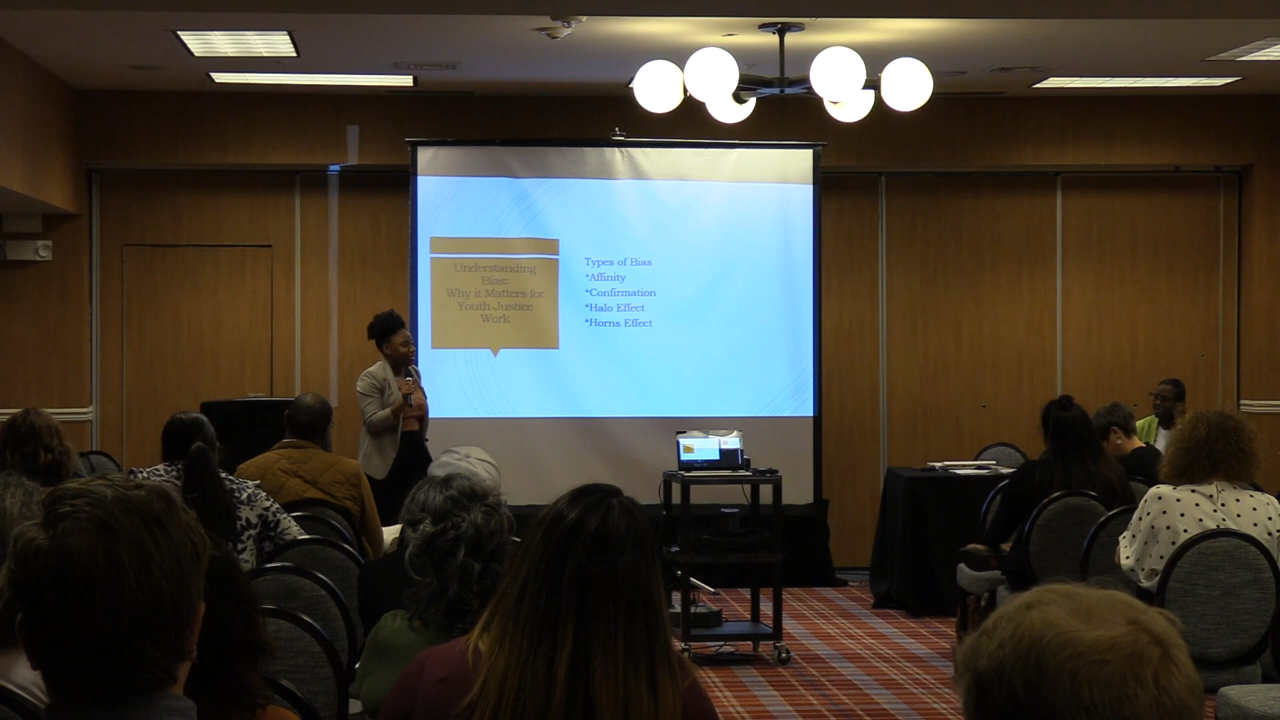 Understanding
Bias:
Why it Matters for
Youth Justice
Work
Types of Bias
*Affinity
*Confirmation
*Halo Effect
*Horns Effect